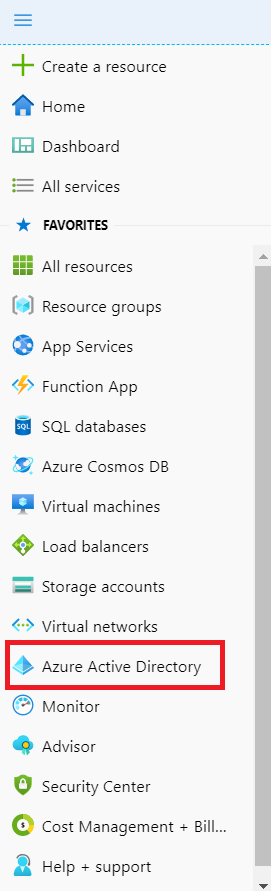 Create a resource
Home
Dashboard
All services
FAVORITES
All resources
Resource groups
App Services
Function App
SQL databases
Azure Cosmos DB
Virtual machines
Load balancers
Storage accounts
Virtual networks
Azure Active Directory
Monitor
Advisor
Security Center
Cost Management + Bill...
Help + support